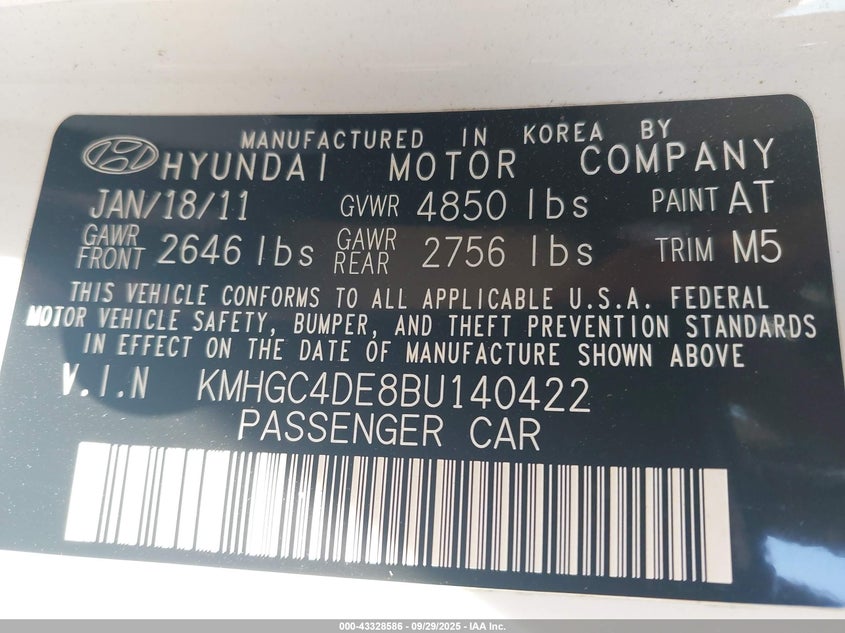 MANUFACTURED IN KOREA BY
HYUNDAI MOTOR COMPANY
JAN/18/11 GVWR 4850 lbs PAINT AT
GAWR FRONT 2646 lbs GAWR REAR 2756 lbs TRIM M5
THIS VEHICLE CONFORMS TO ALL APPLICABLE U.S.A. FEDERAL
MOTOR VEHICLE SAFETY, BUMPER, AND THEFT PREVENTION STANDARDS
IN EFFECT ON THE DATE OF MANUFACTURE SHOWN ABOVE
V.I.N KMHGC4DE8BU140422
PASSENGER CAR
000-43328586 - 09/29/2025 - IAA Inc.